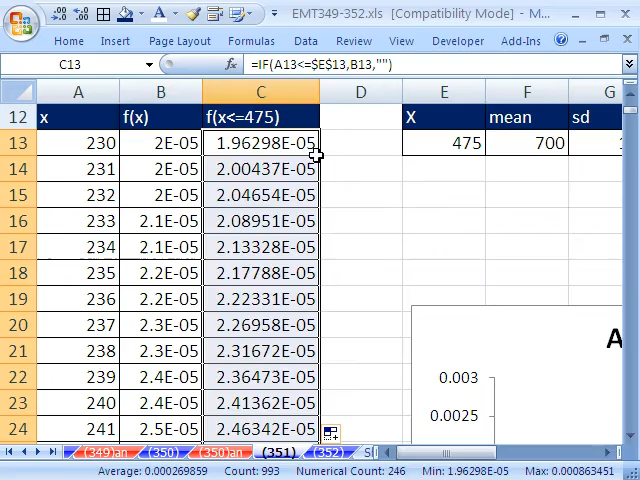 EMT349-352.xls [Compatibility Mode] - M...
Home Insert Page Layout Formulas Data Review View Developer Add-Ins
C13 fx =IF(A13<=$E$13,B13,"")
A B C D E F G
12 x f(x) f(x<=475) X mean sd
13 230 2E-05 1.96298E-05 475 700 1
14 231 2E-05 2.00437E-05
15 232 2E-05 2.04654E-05
16 233 2.1E-05 2.08951E-05
17 234 2.1E-05 2.13328E-05
18 235 2.2E-05 2.17788E-05
19 236 2.2E-05 2.22331E-05
20 237 2.3E-05 2.26958E-05
21 238 2.3E-05 2.31672E-05 A
22 239 2.4E-05 2.36473E-05 0.003
23 240 2.4E-05 2.41362E-05 0.0025
24 241 2.5E-05 2.46342E-05
(349)an (350) (350)an (351) (352) S
Average: 0.000269859 Count: 993 Numerical Count: 246 Min: 1.96298E-05 Max: 0.000863451